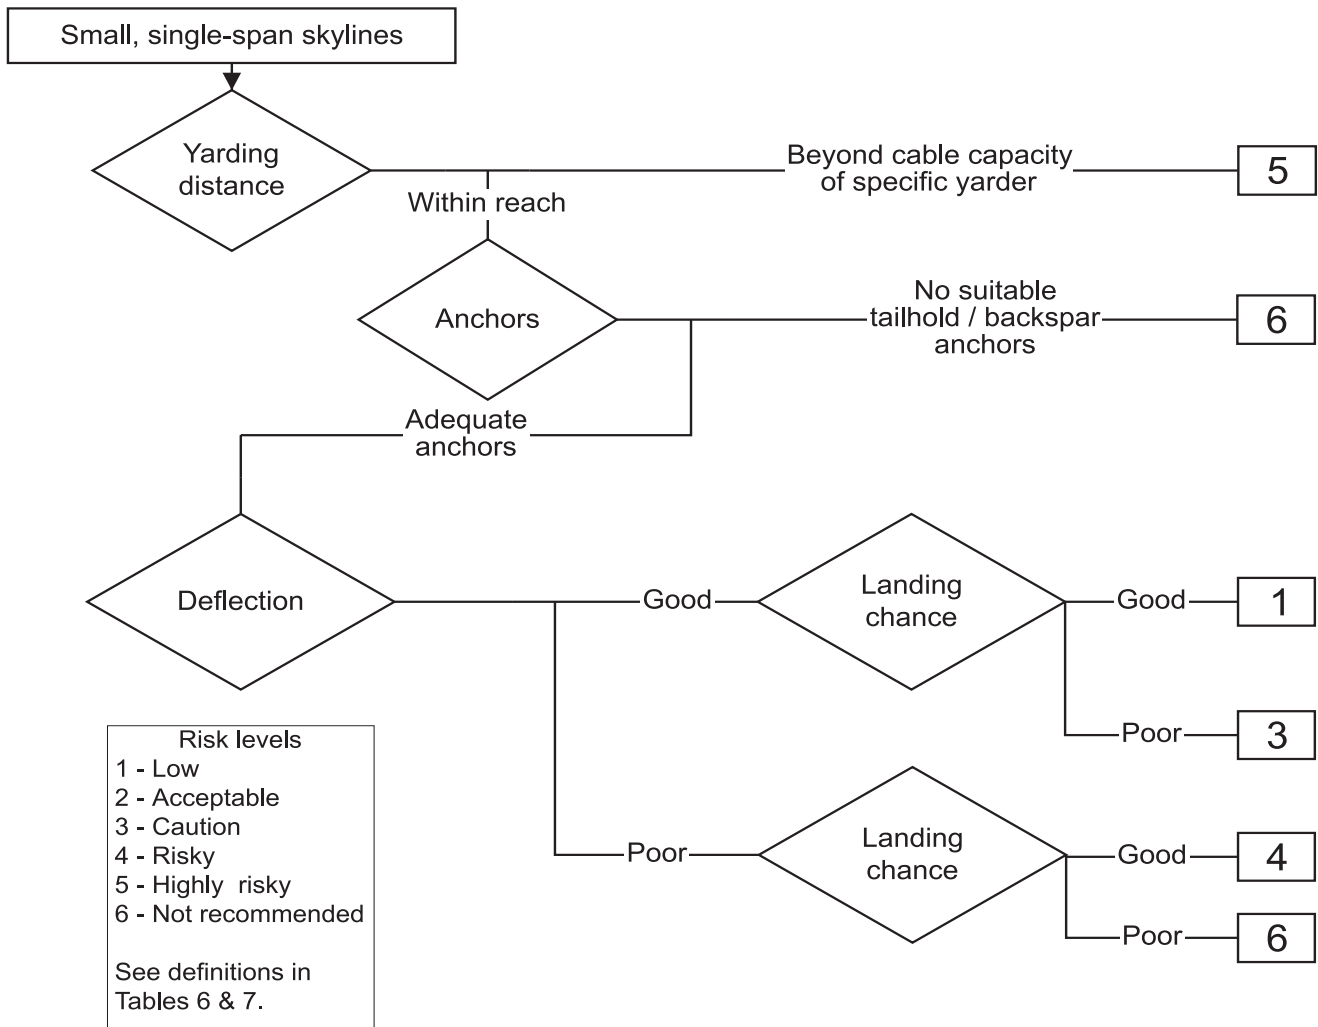 Small, single-span skylines
Yarding
distance
Beyond cable capacity
of specific yarder
5
Within reach
Anchors
No suitable
tailhold / backspar
anchors
6
Adequate
anchors
Deflection
Good
Landing
chance
Good
1
Poor
3
Poor
Landing
chance
Good
4
Poor
6
Risk levels
1 - Low
2 - Acceptable
3 - Caution
4 - Risky
5 - Highly risky
6 - Not recommended
See definitions in
Tables 6 & 7.